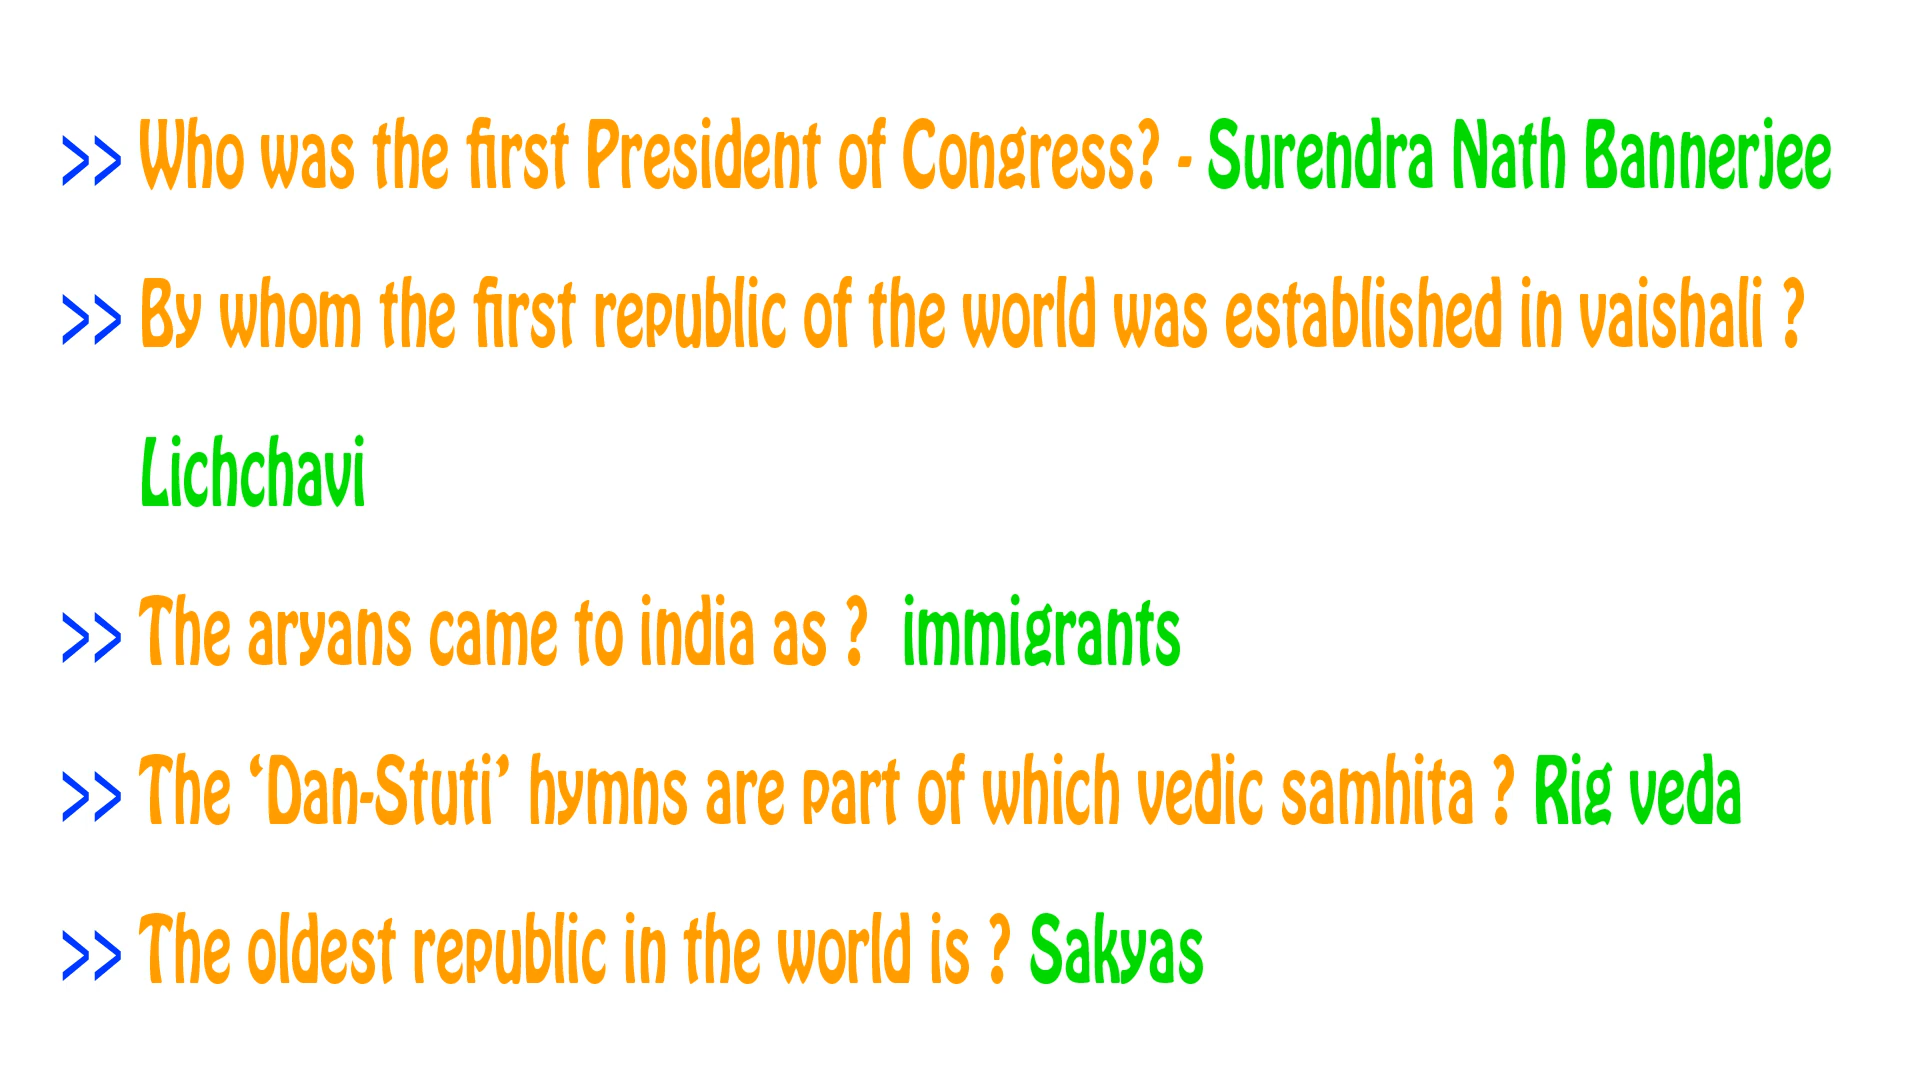 >> Who was the first President of Congress? - Surendra Nath Bannerjee
>> By whom the first republic of the world was established in vaishali ?
Lichchavi
>> The aryans came to india as ? immigrants
>> The ‘Dan-Stuti’ hymns are part of which vedic samhita ? Rig veda
>> The oldest republic in the world is ? Sakyas